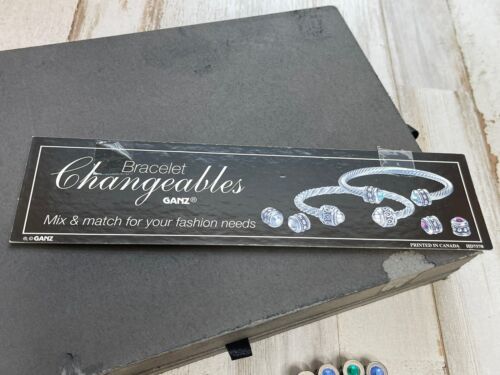 Bracelet
Changeables
GANZ®
Mix & match for your fashion needs
®, © GANZ
PRINTED IN CANADA